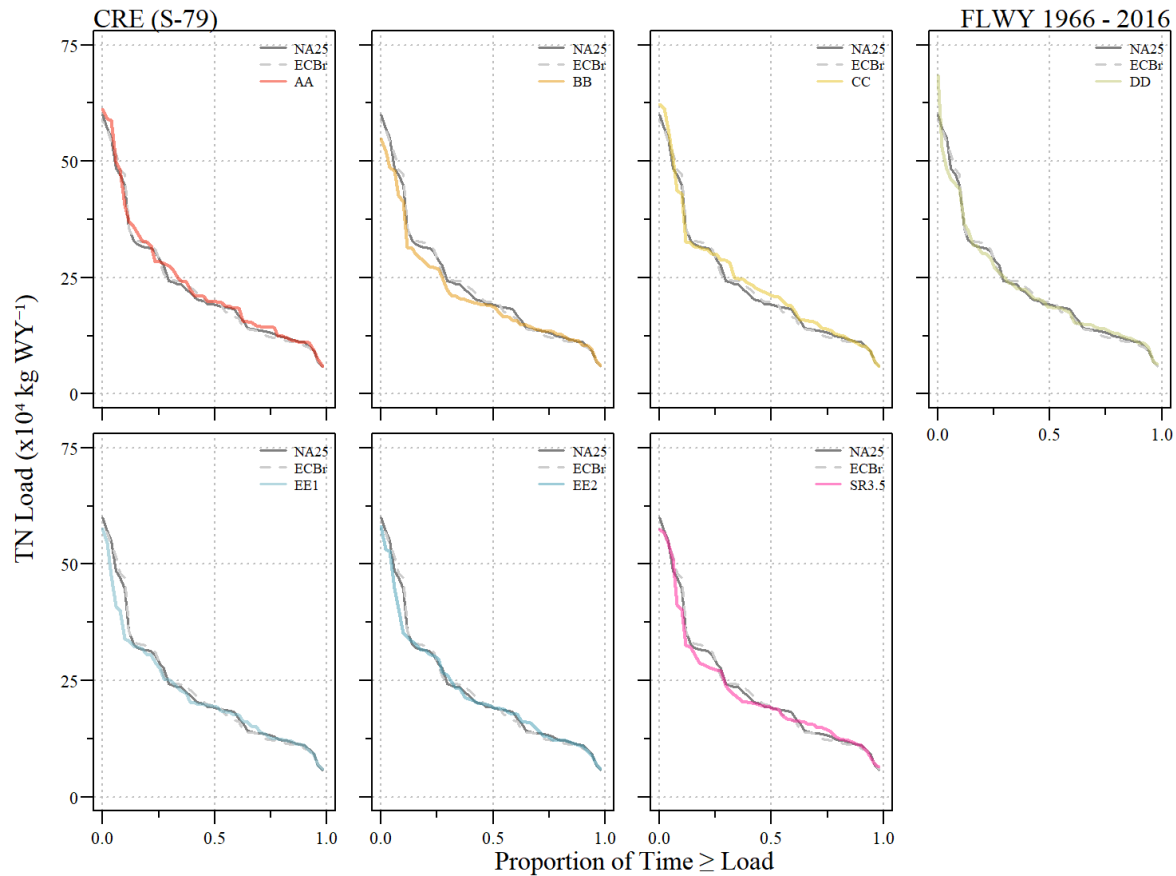 CRE (S-79)
FLWY 1966 - 2016
TN Load (x10⁴ kg WY⁻¹)
75
50
25
0
NA25
ECBr
AA
NA25
ECBr
BB
NA25
ECBr
CC
NA25
ECBr
DD
0.0
0.5
1.0
75
50
25
0
NA25
ECBr
EE1
NA25
ECBr
EE2
NA25
ECBr
SR3.5
0.0
0.5
1.0
0.0
0.5
1.0
0.0
0.5
1.0
Proportion of Time ≥ Load